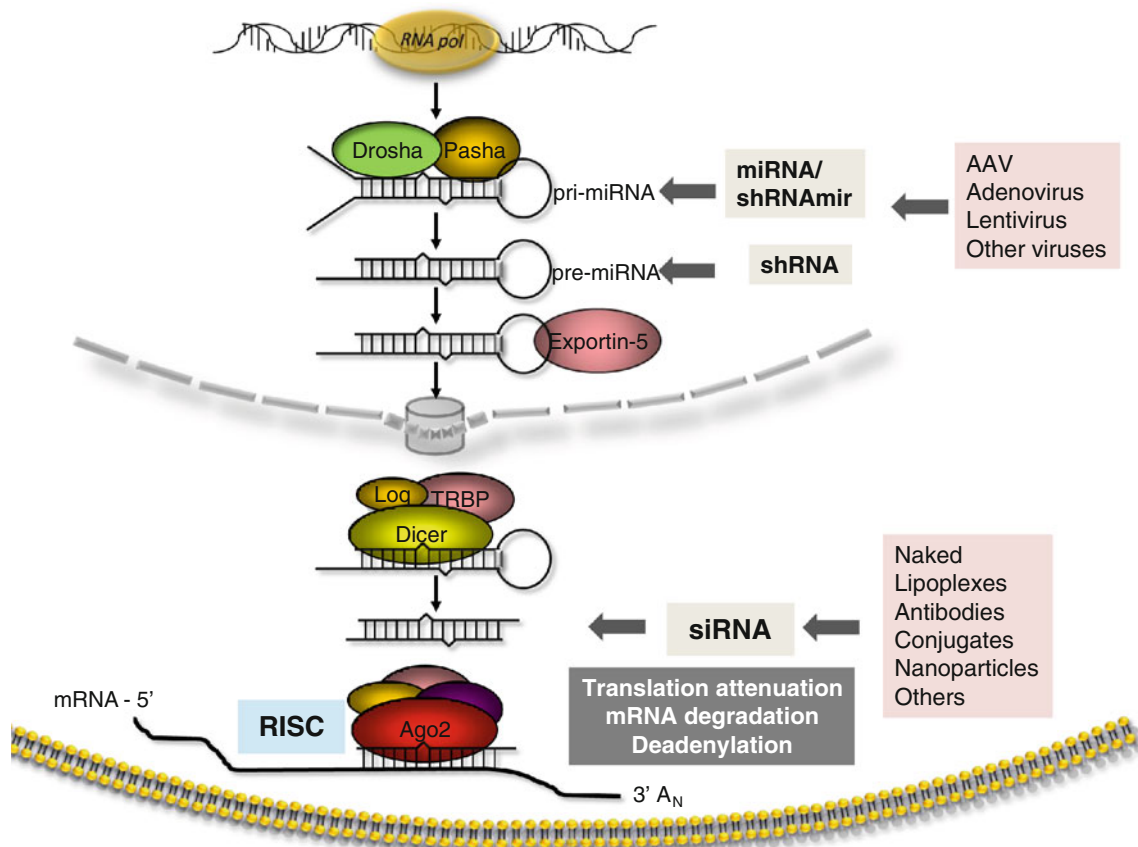 RNA pol
Drosha
Pasha
pri-miRNA
miRNA/
shRNAmir
AAV
Adenovirus
Lentivirus
Other viruses
pre-miRNA
shRNA
Exportin-5
Loq
TRBP
Dicer
siRNA
Naked
Lipoplexes
Antibodies
Conjugates
Nanoparticles
Others
Translation attenuation
mRNA degradation
Deadenylation
mRNA - 5’
RISC
Ago2
3’ AN